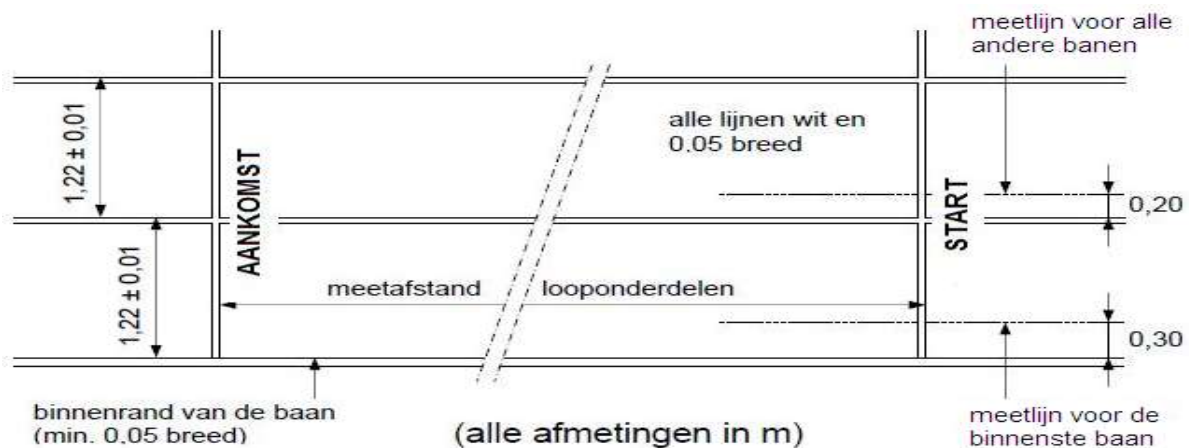 meetlijn voor alle
andere banen
alle lijnen wit en
0.05 breed
1,22 ± 0,01
AANKOMST
START
0,20
1,22 ± 0,01
meetafstand
looponderdelen
0,30
binnenrand van de baan
(min. 0.05 breed)
(alle afmetingen in m)
meetlijn voor de
binnenste baan